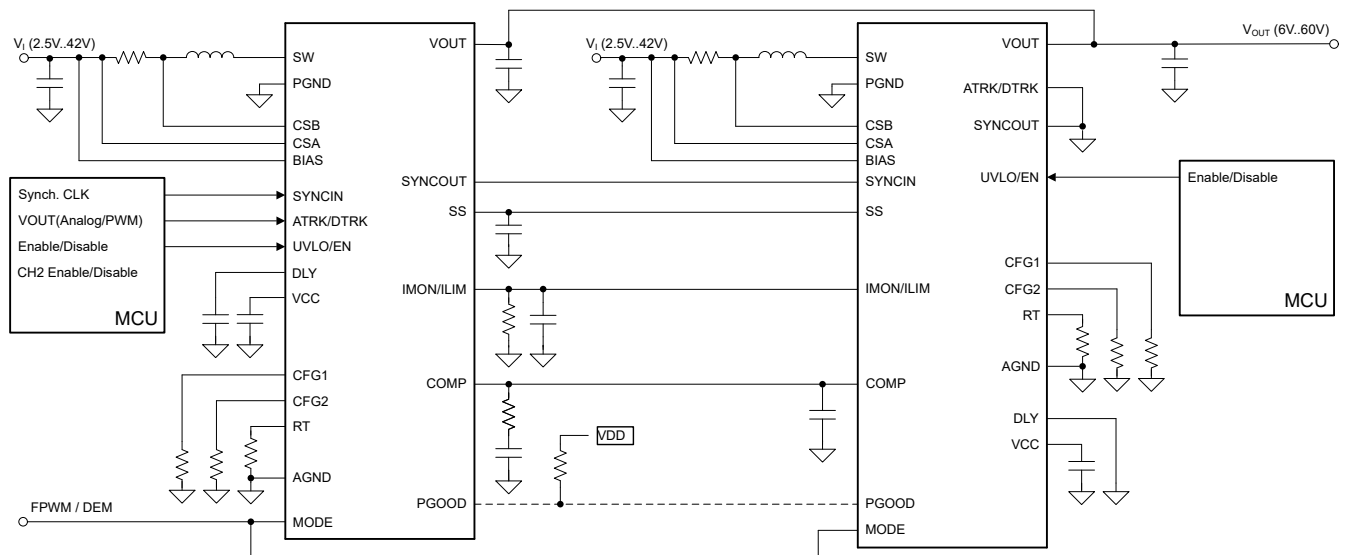 V_I (2.5V..42V)
SW
PGND
CSB
CSA
BIAS
SYNCIN
ATRK/DTRK
UVLO/EN
DLY
VCC
CFG1
CFG2
RT
AGND
MODE
VOUT
SYNCOUT
SS
IMON/ILIM
COMP
PGOOD
Synch. CLK
VOUT(Analog/PWM)
Enable/Disable
CH2 Enable/Disable
MCU
FPWM / DEM
VDD
V_I (2.5V..42V)
SW
PGND
CSB
CSA
BIAS
SYNCIN
SS
IMON/ILIM
COMP
PGOOD
MODE
VOUT
ATRK/DTRK
SYNCOUT
UVLO/EN
CFG1
CFG2
RT
AGND
DLY
VCC
V_OUT (6V..60V)
Enable/Disable
MCU